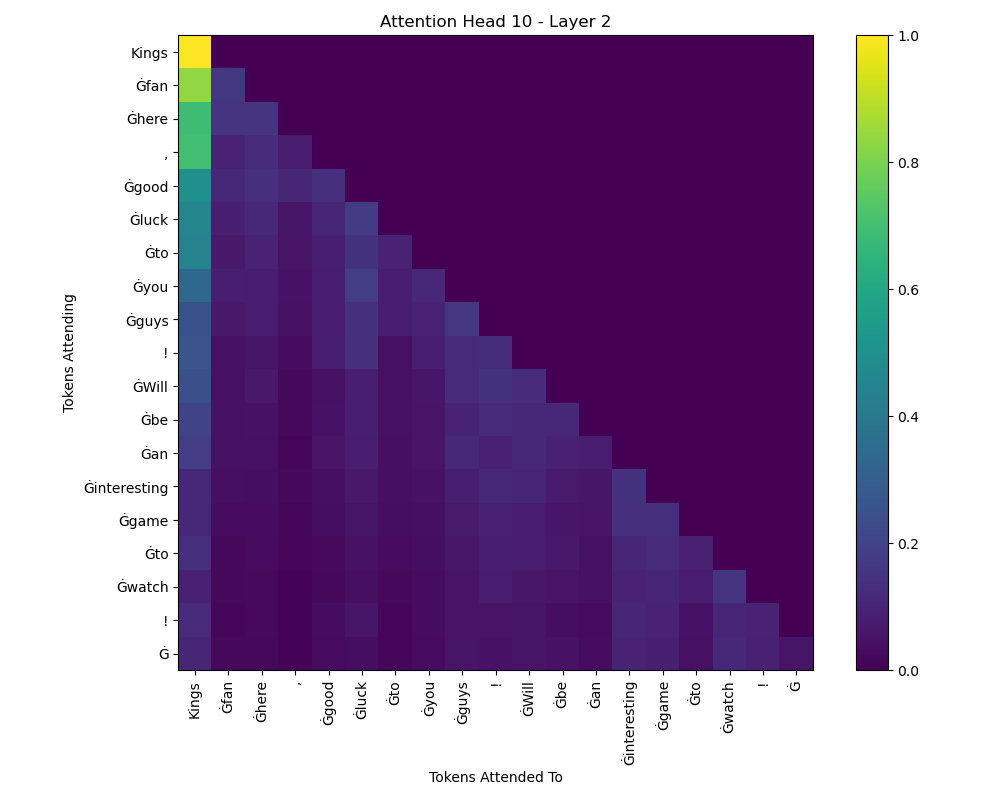 Attention Head 10 - Layer 2
Tokens Attending
Kings
Ġfan
Ġhere
,
Ġgood
Ġluck
Ġto
Ġyou
Ġguys
!
ĠWill
Ġbe
Ġan
Ġinteresting
Ġgame
Ġto
Ġwatch
!
Ġ
Kings
Ġfan
Ġhere
,
Ġgood
Ġluck
Ġto
Ġyou
Ġguys
!
ĠWill
Ġbe
Ġan
Ġinteresting
Ġgame
Ġto
Ġwatch
!
Ġ
Tokens Attended To
1.0
0.8
0.6
0.4
0.2
0.0